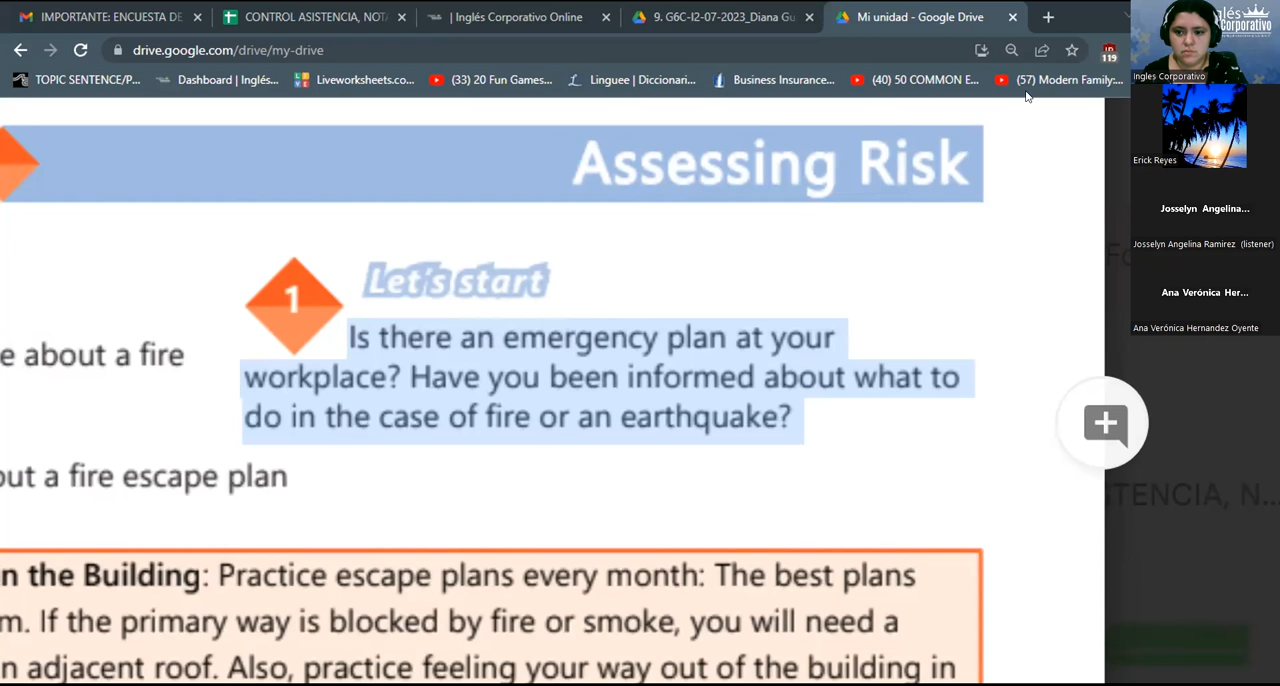 IMPORTANTE: ENCUESTA DE
CONTROL ASISTENCIA, NOTA
| Inglés Corporativo Online
9. G6C-I2-07-2023_Diana Gu
Mi unidad - Google Drive
drive.google.com/drive/my-drive
119
TOPIC SENTENCE/P...
Dashboard | Inglés...
Liveworksheets.co...
(33) 20 Fun Games...
Linguee | Diccionari...
Business Insurance...
(40) 50 COMMON E...
(57) Modern Family:...
Inglés Corporativo
Ingles Corporativo
Erick Reyes
Josselyn Angelina...
Josselyn Angelina Ramirez (listener)
Ana Verónica Her...
Ana Verónica Hernandez Oyente
Assessing Risk
1
Let's start
Is there an emergency plan at your
workplace? Have you been informed about what to
do in the case of fire or an earthquake?
e about a fire
out a fire escape plan
n the Building: Practice escape plans every month: The best plans
m. If the primary way is blocked by fire or smoke, you will need a
n adjacent roof. Also, practice feeling your way out of the building in
TENCIA, N...